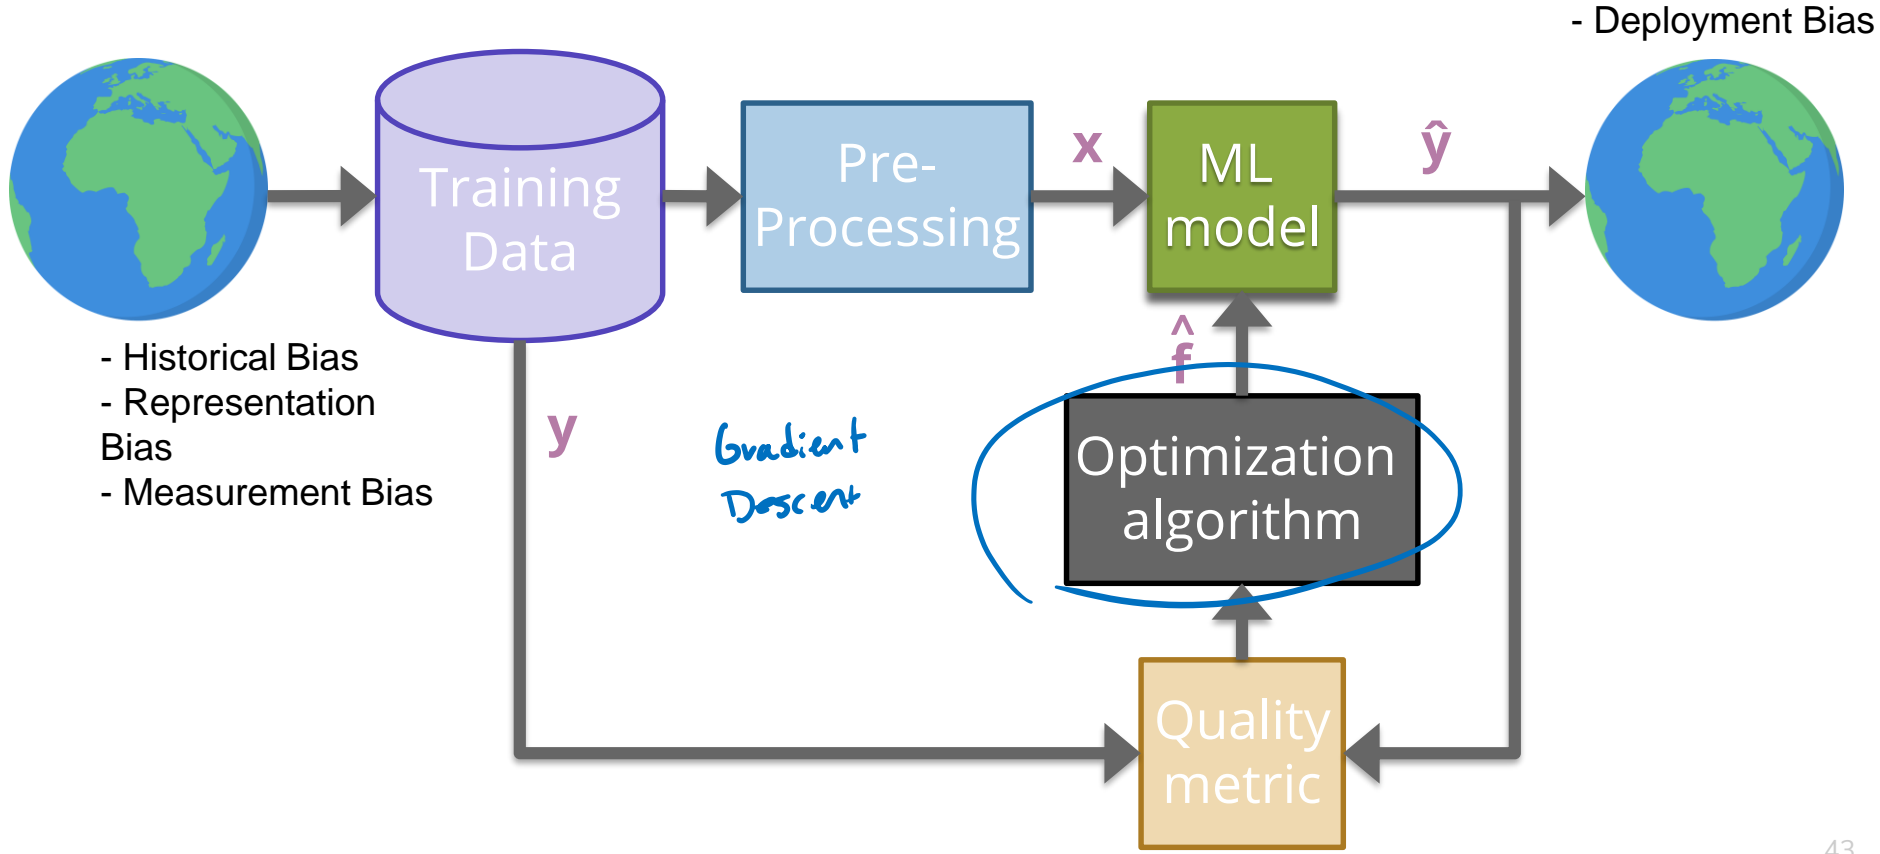 - Deployment Bias
Training
Data
Pre-
Processing
x
ML
model
ŷ
- Historical Bias
- Representation
Bias
- Measurement Bias
y
Gradient
Descent
f̂
Optimization
algorithm
Quality
metric
43